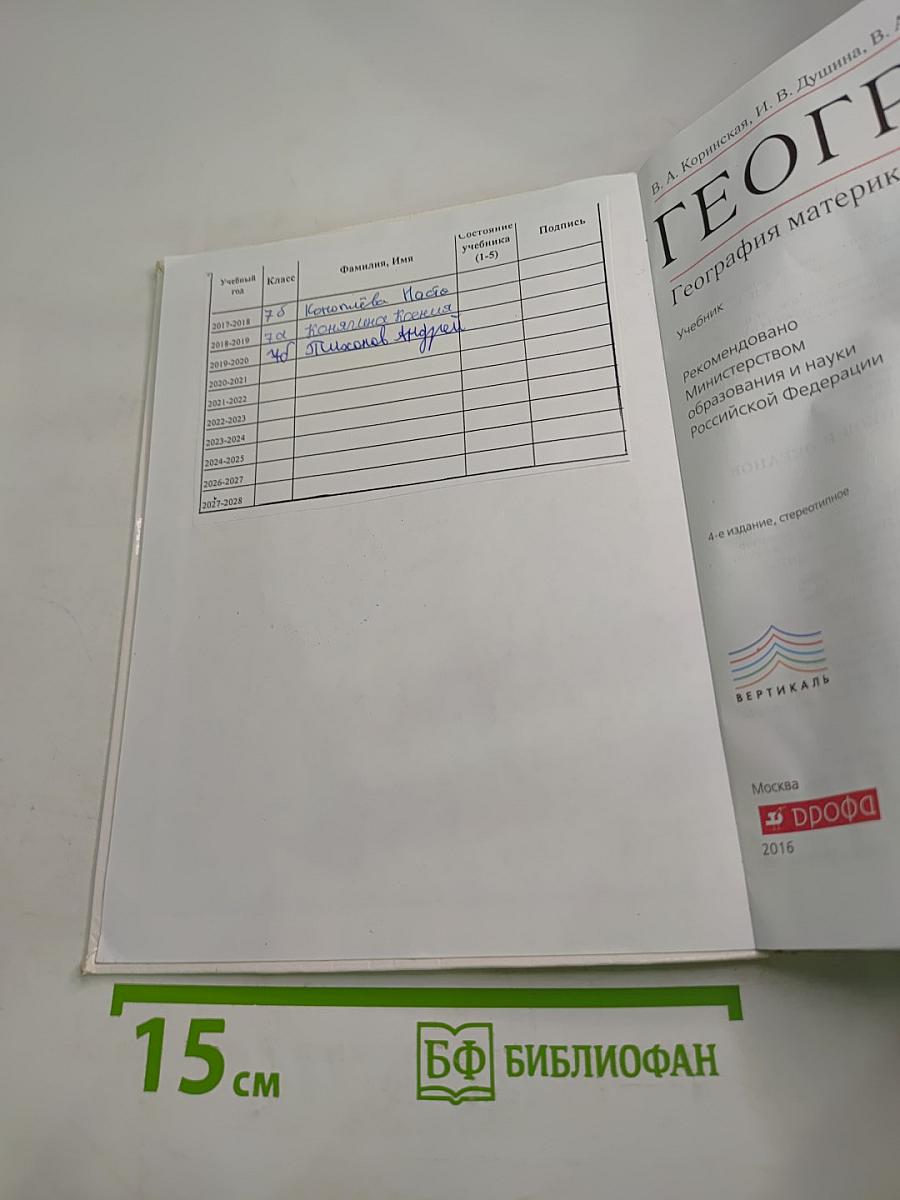 Учебный год Класс Фамилия, Имя Состояние учебника (1-5) Подпись
2017-2018 7б Настя
2018-2019 7а Конялина Ксения
2019-2020 7б Тихонов Андрей
2020-2021
2021-2022
2022-2023
2023-2024
2024-2025
2026-2027
2027-2028
В. А. Коринская, И. В. Душина, В. А
ГЕОГР
География материк
Учебник
Рекомендовано
Министерством
образования и науки
Российской Федерации
4-е издание, стереотипное
ВЕРТИКАЛЬ
Москва
дрофа
2016
15 см
БФ БИБЛИОФАН